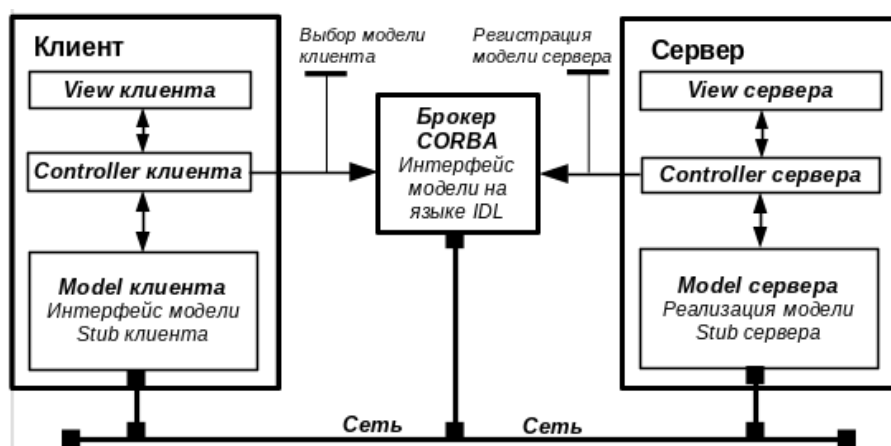 Клиент
View клиента
Controller клиента
Model клиента
Интерфейс модели
Stub клиента
Выбор модели
клиента
Брокер
CORBA
Интерфейс
модели на
языке IDL
Регистрация
модели сервера
Сервер
View сервера
Controller сервера
Model сервера
Реализация модели
Stub сервера
Сеть
Сеть